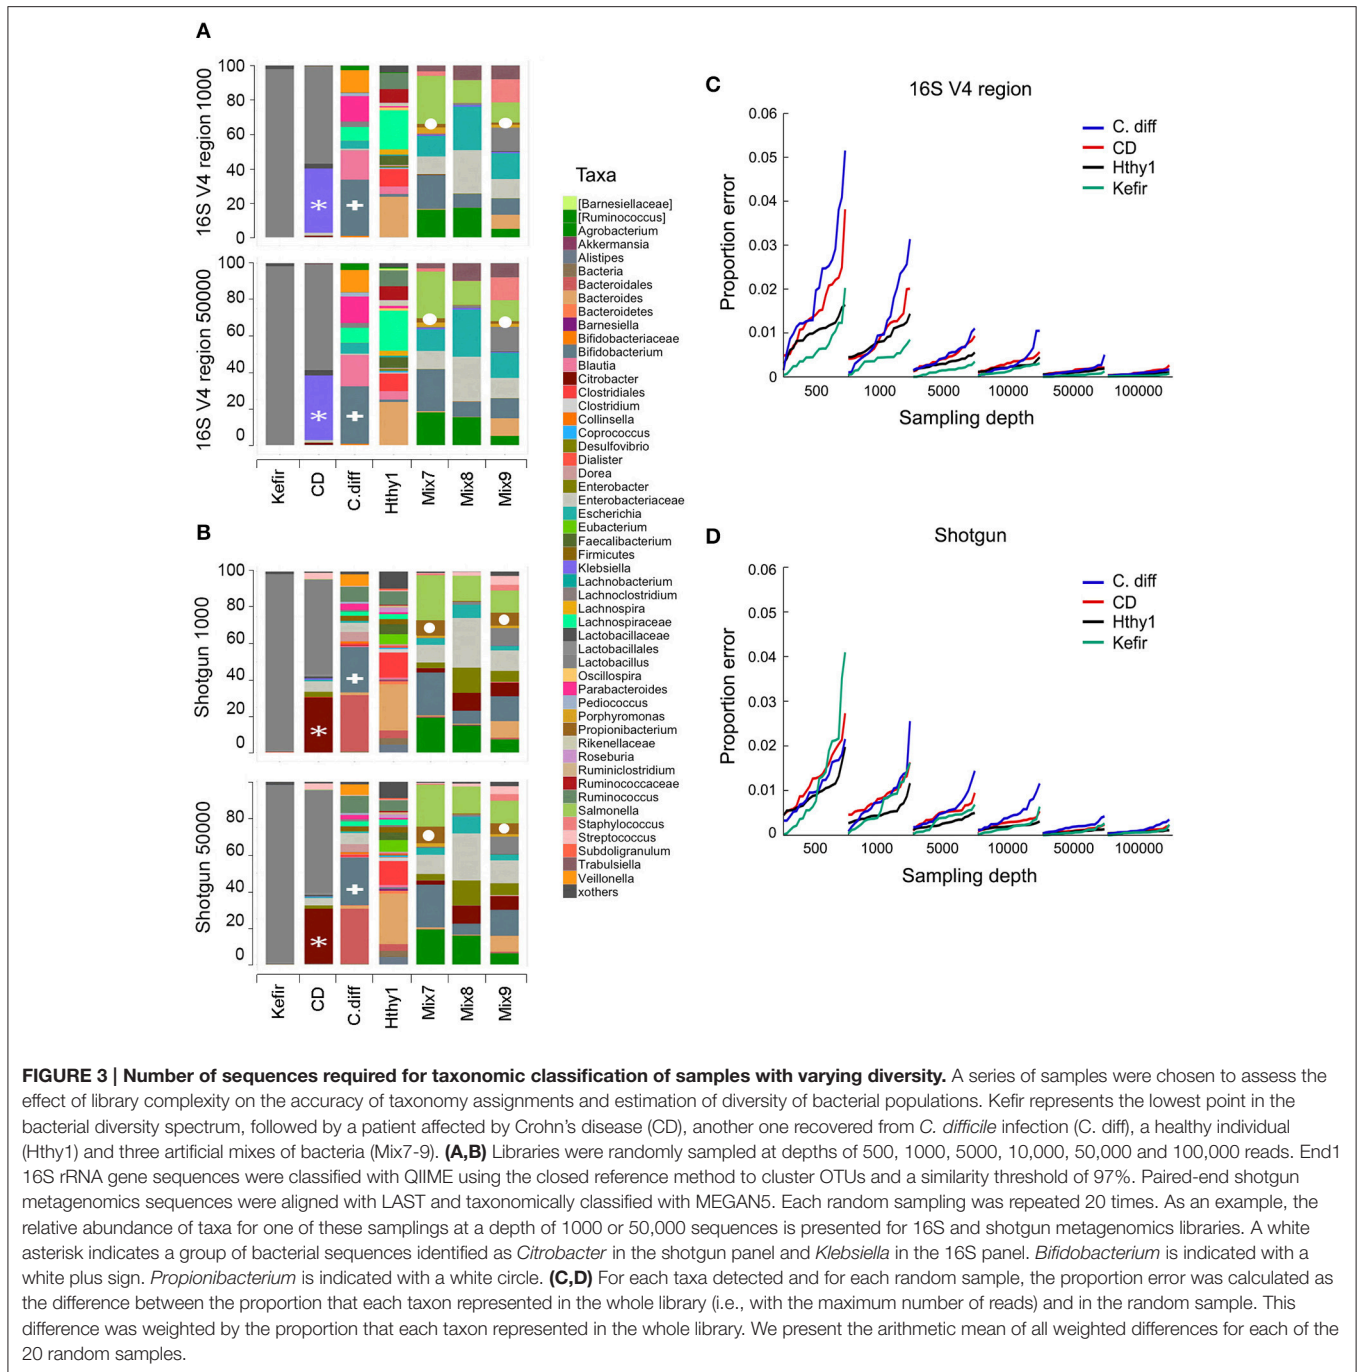 A
16S V4 region 1000
100
80
60
40
20
0
16S V4 region 50000
100
80
60
40
20
0
Kefir
CD
C.diff
Hthy1
Mix7
Mix8
Mix9
B
Shotgun 1000
100
80
60
40
20
0
Shotgun 50000
80
60
40
20
0
Kefir
CD
C.diff
Hthy1
Mix7
Mix8
Mix9
Taxa
[Barnesiellaceae]
[Ruminococcus]
Agrobacterium
Akkermansia
Alistipes
Bacteria
Bacteroidales
Bacteroides
Bacteroidetes
Barnesiella
Bifidobacteriaceae
Bifidobacterium
Blautia
Citrobacter
Clostridiales
Clostridium
Collinsella
Coprococcus
Desulfovibrio
Dialister
Dorea
Enterobacter
Enterobacteriaceae
Escherichia
Eubacterium
Faecalibacterium
Firmicutes
Klebsiella
Lachnobacterium
Lachnoclostridium
Lachnospira
Lachnospiraceae
Lactobacillaceae
Lactobacillales
Lactobacillus
Oscillospira
Parabacteroides
Pediococcus
Porphyromonas
Propionibacterium
Rikenellaceae
Roseburia
Ruminiclostridium
Ruminococcaceae
Ruminococcus
Salmonella
Staphylococcus
Streptococcus
Subdoligranulum
Trabulsiella
Veillonella
xothers
C
16S V4 region
Proportion error
0.06
0.05
0.04
0.03
0.02
0.01
0
C. diff
CD
Hthy1
Kefir
500 1000 5000 10000 50000 100000
Sampling depth
D
Shotgun
Proportion error
0.06
0.05
0.04
0.03
0.02
0.01
0
C. diff
CD
Hthy1
Kefir
500 1000 5000 10000 50000 100000
Sampling depth
FIGURE 3 | Number of sequences required for taxonomic classification of samples with varying diversity. A series of samples were chosen to assess the
effect of library complexity on the accuracy of taxonomy assignments and estimation of diversity of bacterial populations. Kefir represents the lowest point in the
bacterial diversity spectrum, followed by a patient affected by Crohn's disease (CD), another one recovered from C. difficile infection (C. diff), a healthy individual
(Hthy1) and three artificial mixes of bacteria (Mix7-9). (A,B) Libraries were randomly sampled at depths of 500, 1000, 5000, 10,000, 50,000 and 100,000 reads. End1
16S rRNA gene sequences were classified with QIIME using the closed reference method to cluster OTUs and a similarity threshold of 97%. Paired-end shotgun
metagenomics sequences were aligned with LAST and taxonomically classified with MEGAN5. Each random sampling was repeated 20 times. As an example, the
relative abundance of taxa for one of these samplings at a depth of 1000 or 50,000 sequences is presented for 16S and shotgun metagenomics libraries. A white
asterisk indicates a group of bacterial sequences identified as Citrobacter in the shotgun panel and Klebsiella in the 16S panel. Bifidobacterium is indicated with a
white plus sign. Propionibacterium is indicated with a white circle. (C,D) For each taxa detected and for each random sample, the proportion error was calculated as
the difference between the proportion that each taxon represented in the whole library (i.e., with the maximum number of reads) and in the random sample. This
difference was weighted by the proportion that each taxon represented in the whole library. We present the arithmetic mean of all weighted differences for each of the
20 random samples.